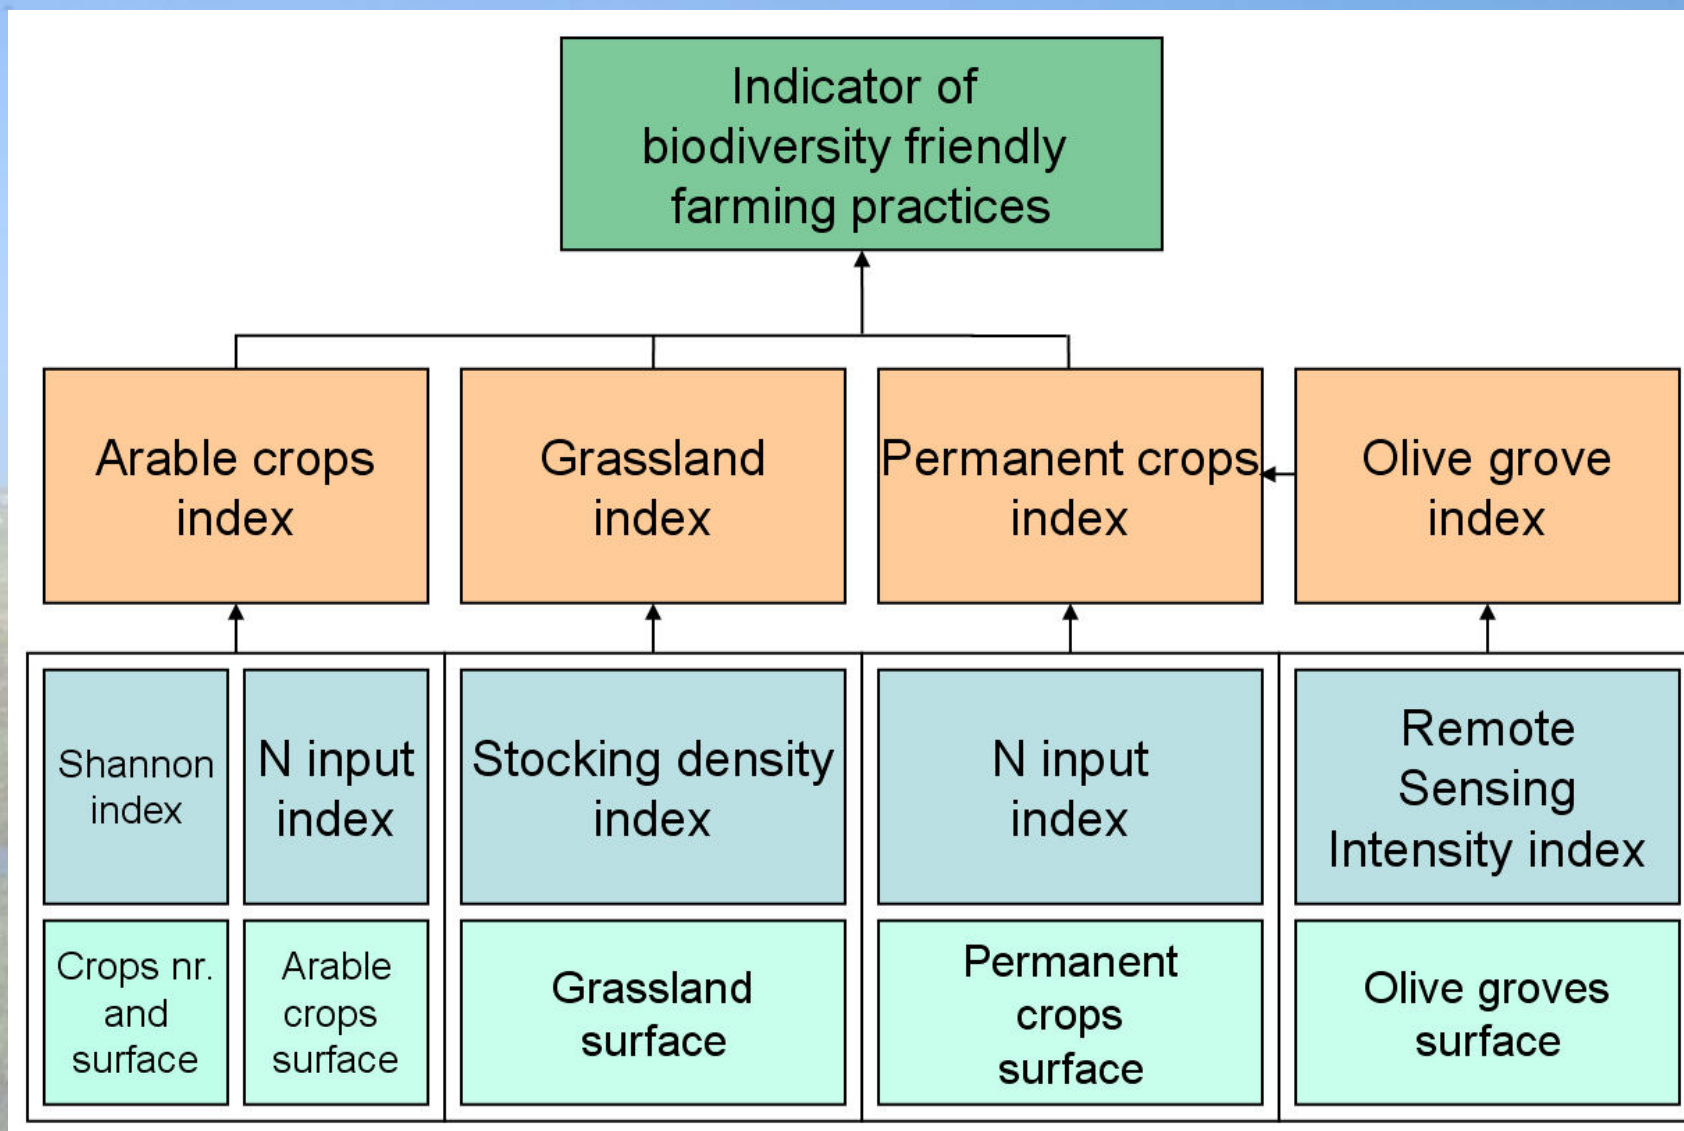 Indicator of
biodiversity friendly
farming practices
Arable crops
index
Grassland
index
Permanent crops
index
Olive grove
index
Shannon
index
N input
index
Stocking density
index
N input
index
Remote
Sensing
Intensity index
Crops nr.
and
surface
Arable
crops
surface
Grassland
surface
Permanent
crops
surface
Olive groves
surface